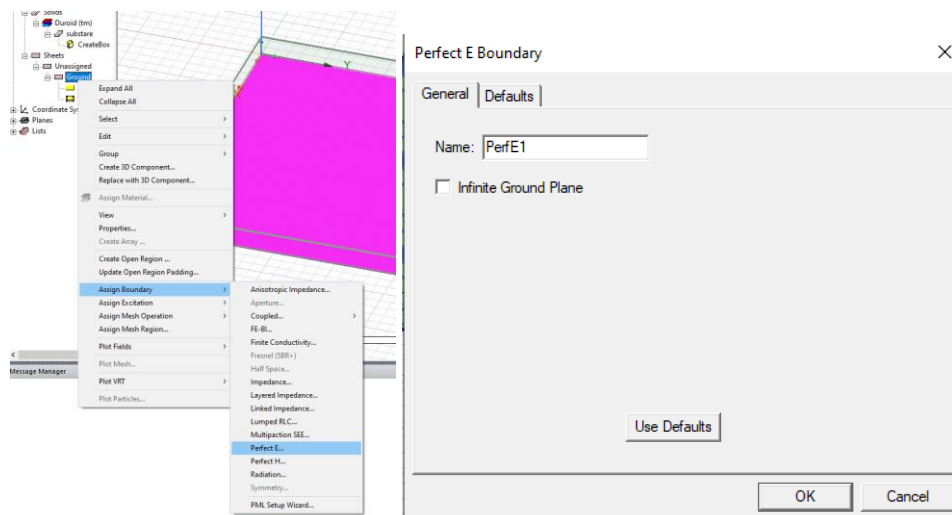 Solids
Duroid (tm)
substare
CreateBox
Sheets
Unassigned
Ground
Coordinate Sy
Planes
Lists
Y
Expand All
Collapse All
Select
Edit
Group
Create 3D Component...
Replace with 3D Component...
Assign Material...
View
Properties...
Create Array ...
Create Open Region ...
Update Open Region Padding...
Assign Boundary
Assign Excitation
Assign Mesh Operation
Assign Mesh Region...
Plot Fields
Plot Mesh...
Plot VRT
Plot Particles...
Message Manager
Anisotropic Impedance...
Aperture...
Coupled...
FE-BI...
Finite Conductivity...
Fresnel (SBR+)
Half Space...
Impedance...
Layered Impedance...
Linked Impedance...
Lumped RLC...
Multipaction SEE...
Perfect E...
Perfect H...
Radiation...
Symmetry...
PML Setup Wizard...
Perfect E Boundary
General Defaults
Name: PerfE1
Infinite Ground Plane
Use Defaults
OK Cancel